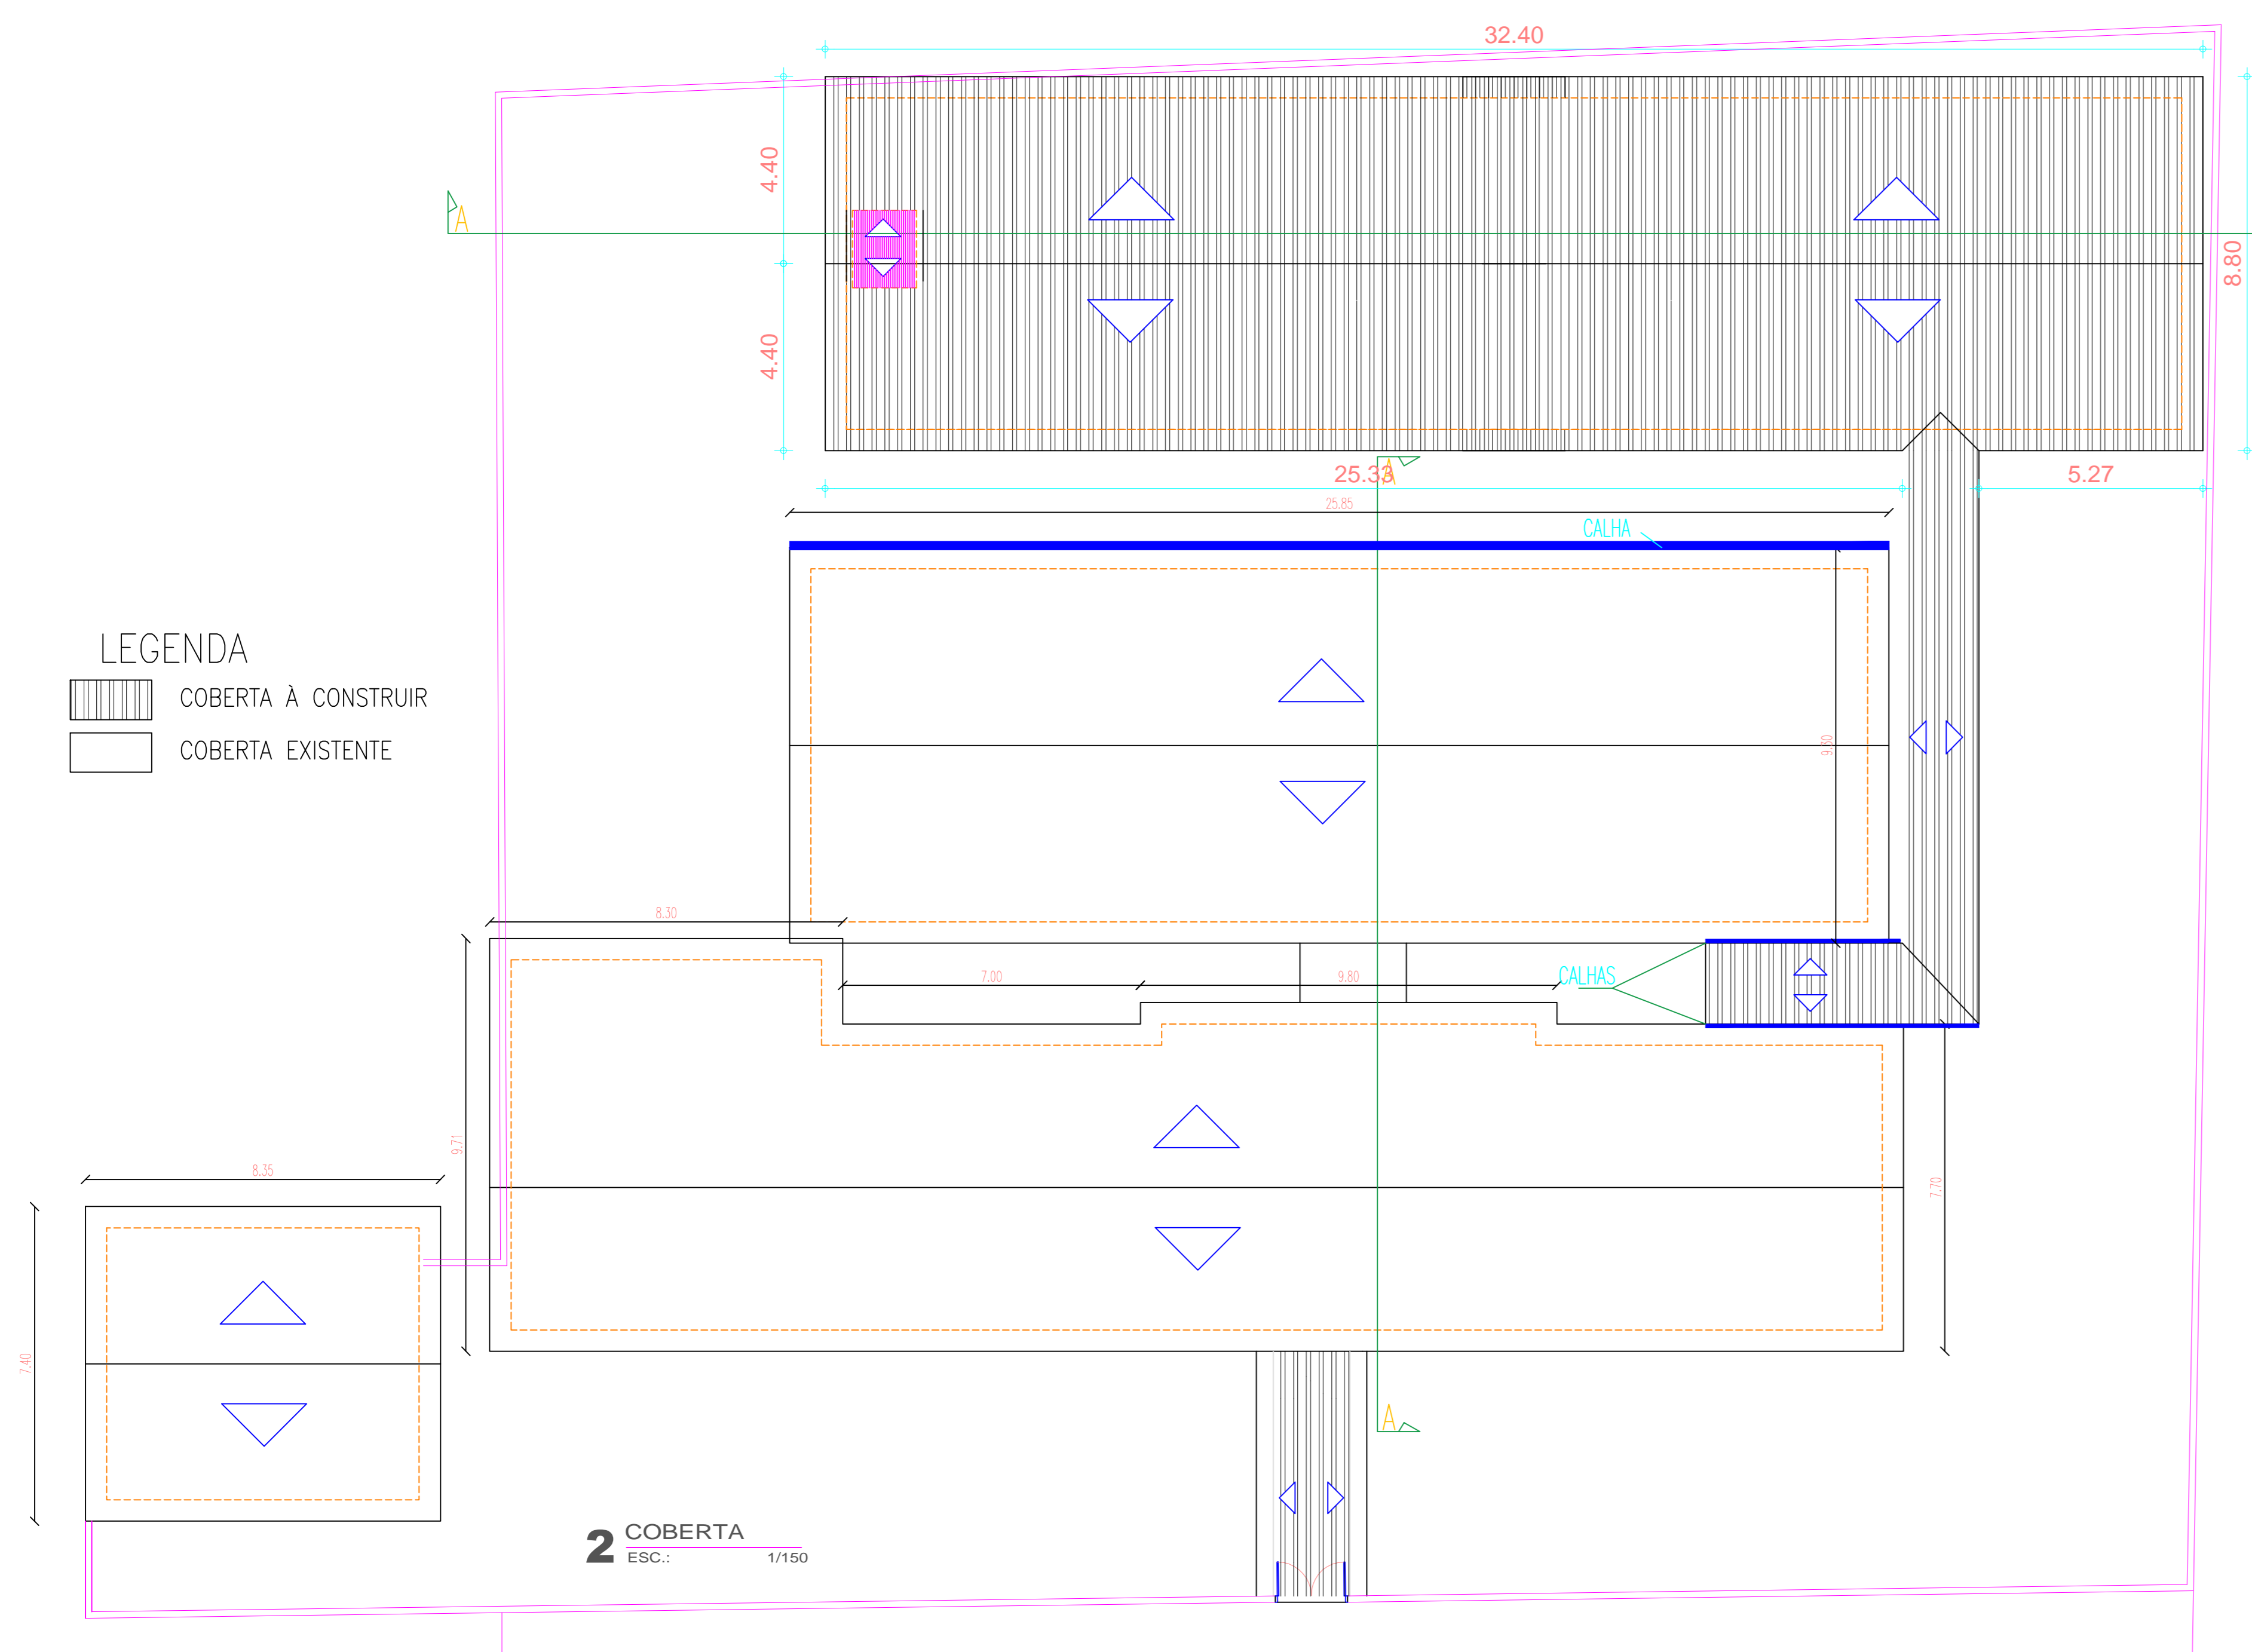 32.40
4.40
A
8.80
4.40
25.33
A
5.27
25.85
CALHA
LEGENDA
COBERTA À CONSTRUIR
COBERTA EXISTENTE
9.30
8.30
7.00
9.80
CALHAS
9.71
8.35
7.70
7.40
A
2 COBERTA
ESC.: 1/150